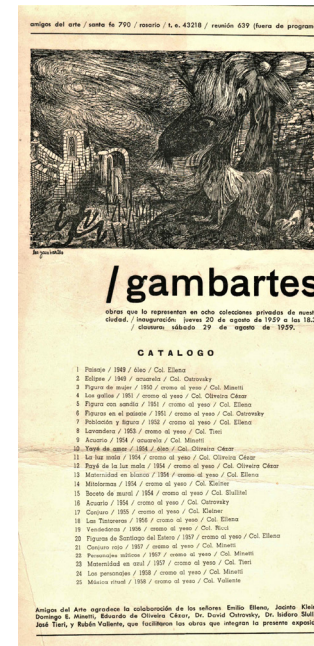 amigos del arte / santa fe 790 / rosario / t. e. 43218 / reunión 639 (fuera de program
/gambartes
obras que lo representan en ocho colecciones privadas de nuest
ciudad. / inauguración: jueves 20 de agosto de 1959 a las 18.3
/ clausura: sábado 29 de agosto de 1959.
CATALOGO
1 Paisaje / 1949 / óleo / Col. Ellena
2 Eclipse / 1949 / acuarela / Col. Ostrovsky
3 Figura de mujer / 1950 / cromo al yeso / Col. Minetti
4 Los gallos / 1951 / cromo al yeso / Col. Oliveira Cézar
5 Figura con sandía / 1951 / cromo al yeso / Col. Ellena
6 Figuras en el paisaje / 1951 / cromo al yeso / Col. Ostrovsky
7 Población y figura / 1952 / cromo al yeso / Col. Ellena
8 Lavandera / 1953 / cromo al yeso / Col. Tieri
9 Acuario / 1954 / acuarela / Col. Minetti
10 Payé de amor / 1954 / óleo / Col. Oliveira Cézar
11 La luz mala / 1954 / cromo al yeso / Col. Oliveira Cézar
12 Payé de la luz mala / 1954 / cromo al yeso / Col. Oliveira Cézar
13 Maternidad en blanco / 1956 / cromo al yeso / Col. Ellena
14 Mitoformas / 1954 / cromo al yeso / Col. Kleiner
15 Boceto de mural / 1954 / cromo al yeso / Col. Slullitel
16 Acuario / 1954 / cromo al yeso / Col. Ostrovsky
17 Conjuro / 1955 / cromo al yeso / Col. Kleiner
18 Las Tintoreras / 1956 / cromo al yeso / Col. Ellena
19 Vendedoras / 1956 / cromo al yeso / Col. Ricci
20 Figuras de Santiago del Estero / 1957 / cromo al yeso / Col. Ellena
21 Conjuro rojo / 1957 / cromo al yeso / Col. Minetti
22 Personajes míticos / 1957 / cromo al yeso / Col. Minetti
23 Maternidad en azul / 1957 / cromo al yeso / Col. Tieri
24 Los personajes / 1958 / cromo al yeso / Col. Minetti
25 Música ritual / 1958 / cromo al yeso / Col. Valiente
Amigos del Arte agradece la colaboración de los señores Emilio Ellena, Jacinto Klein
Domingo E. Minetti, Eduardo de Oliveira Cézar, Dr. David Ostrovsky, Dr. Isidoro Slull
José Tieri, y Rubén Valiente, que facilitaron las obras que integran la presente exposic